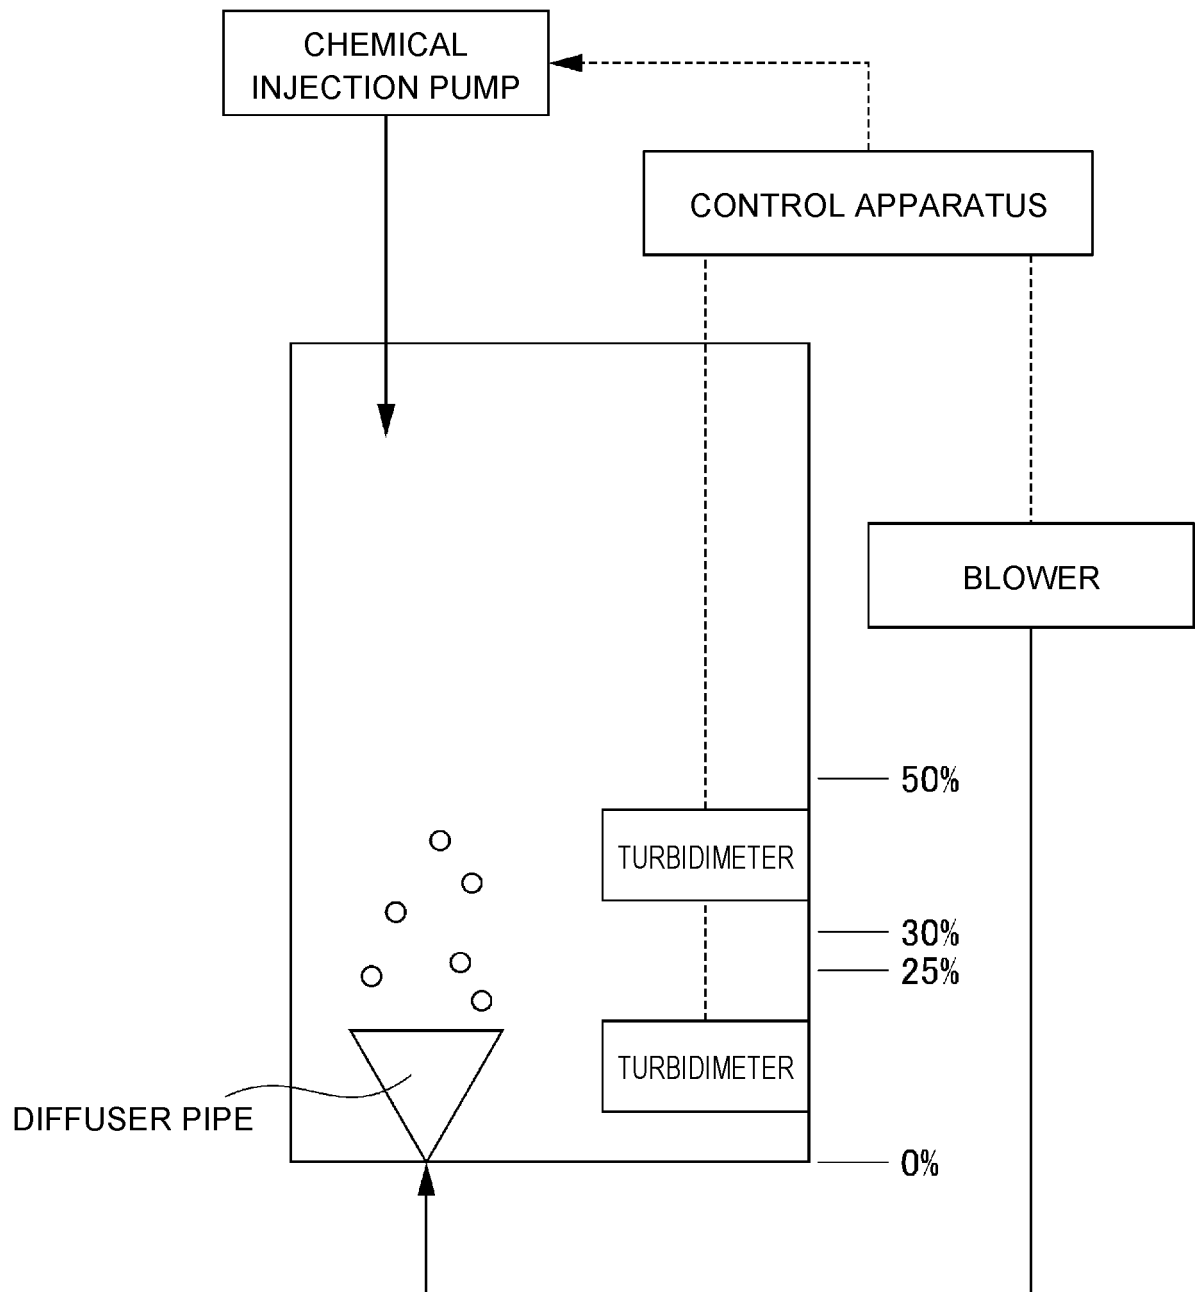 CHEMICAL
INJECTION PUMP
CONTROL APPARATUS
BLOWER
50%
TURBIDIMETER
30%
25%
TURBIDIMETER
DIFFUSER PIPE
0%